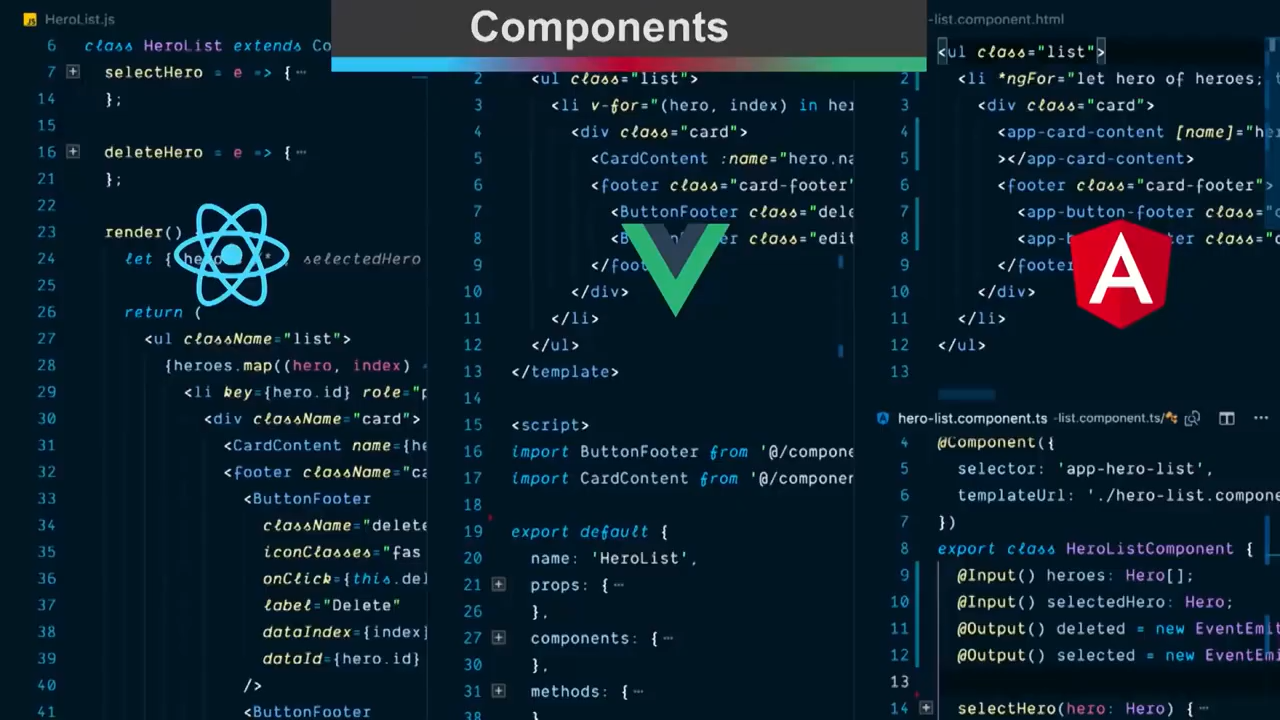 Components
HeroList.js
6 class HeroList extends Co
7 selectHero = e => { ⋯
14 };
15
16 deleteHero = e => { ⋯
21 };
22
23 render()
24 let { selectedHero
25
26 return (
27 <ul className="list">
28 {heroes.map((hero, index)
29 <li key={hero.id} role="p
30 <div className="card">
31 <CardContent name={he
32 <footer className="ca
33 <ButtonFooter
34 className="delete
35 iconClasses="fas
36 onClick={this.del
37 label="Delete"
38 dataIndex={index}
39 dataId={hero.id}
40 />
41 <ButtonFooter
2 <ul class="list">
3 <li v-for="(hero, index) in her
4 <div class="card">
5 <CardContent :name="hero.na
6 <footer class="card-footer"
7 <ButtonFooter class="dele
8 class="edit
9 </foo
10 </div>
11 </li>
12 </ul>
13 </template>
14
15 <script>
16 import ButtonFooter from '@/compone
17 import CardContent from '@/componen
18
19 export default {
20 name: 'HeroList',
21 props: { ⋯
26 },
27 components: { ⋯
30 },
31 methods: { ⋯
38 }
-list.component.html
<ul class="list">
2 <li *ngFor="let hero of heroes; t
3 <div class="card">
4 <app-card-content [name]="he
5 ></app-card-content>
6 <footer class="card-footer">
7 <app-button-footer class="c
8 <app-b footer class="c
9 </footer
10 </div>
11 </li>
12 </ul>
13
hero-list.component.ts -list.component.ts/
4 @Component({
5 selector: 'app-hero-list',
6 templateUrl: './hero-list.compone
7 })
8 export class HeroListComponent {
9 @Input() heroes: Hero[];
10 @Input() selectedHero: Hero;
11 @Output() deleted = new EventEmit
12 @Output() selected = new EventEmi
13
14 selectHero(hero: Hero) { ⋯